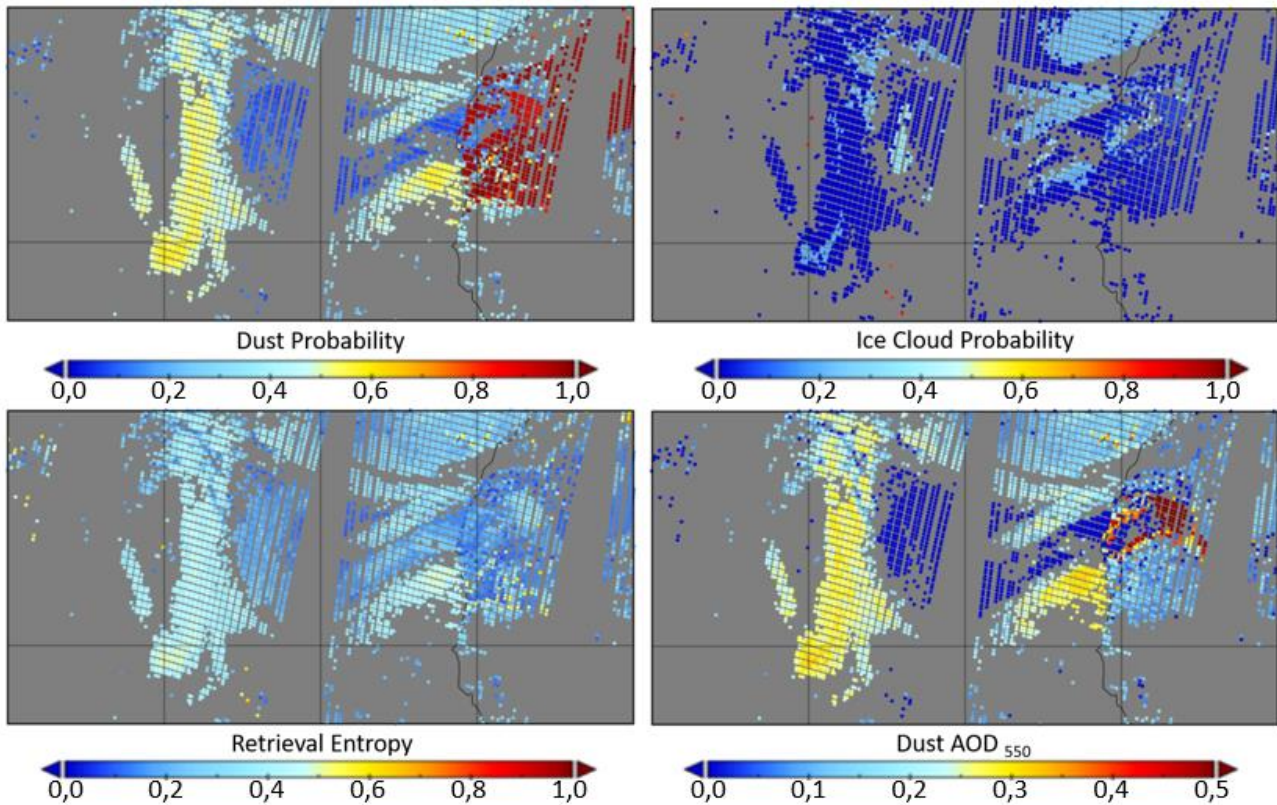 Dust Probability
0,0 0,2 0,4 0,6 0,8 1,0
Ice Cloud Probability
0,0 0,2 0,4 0,6 0,8 1,0
Retrieval Entropy
0,0 0,2 0,4 0,6 0,8 1,0
Dust AOD 550
0,0 0,1 0,2 0,3 0,4 0,5